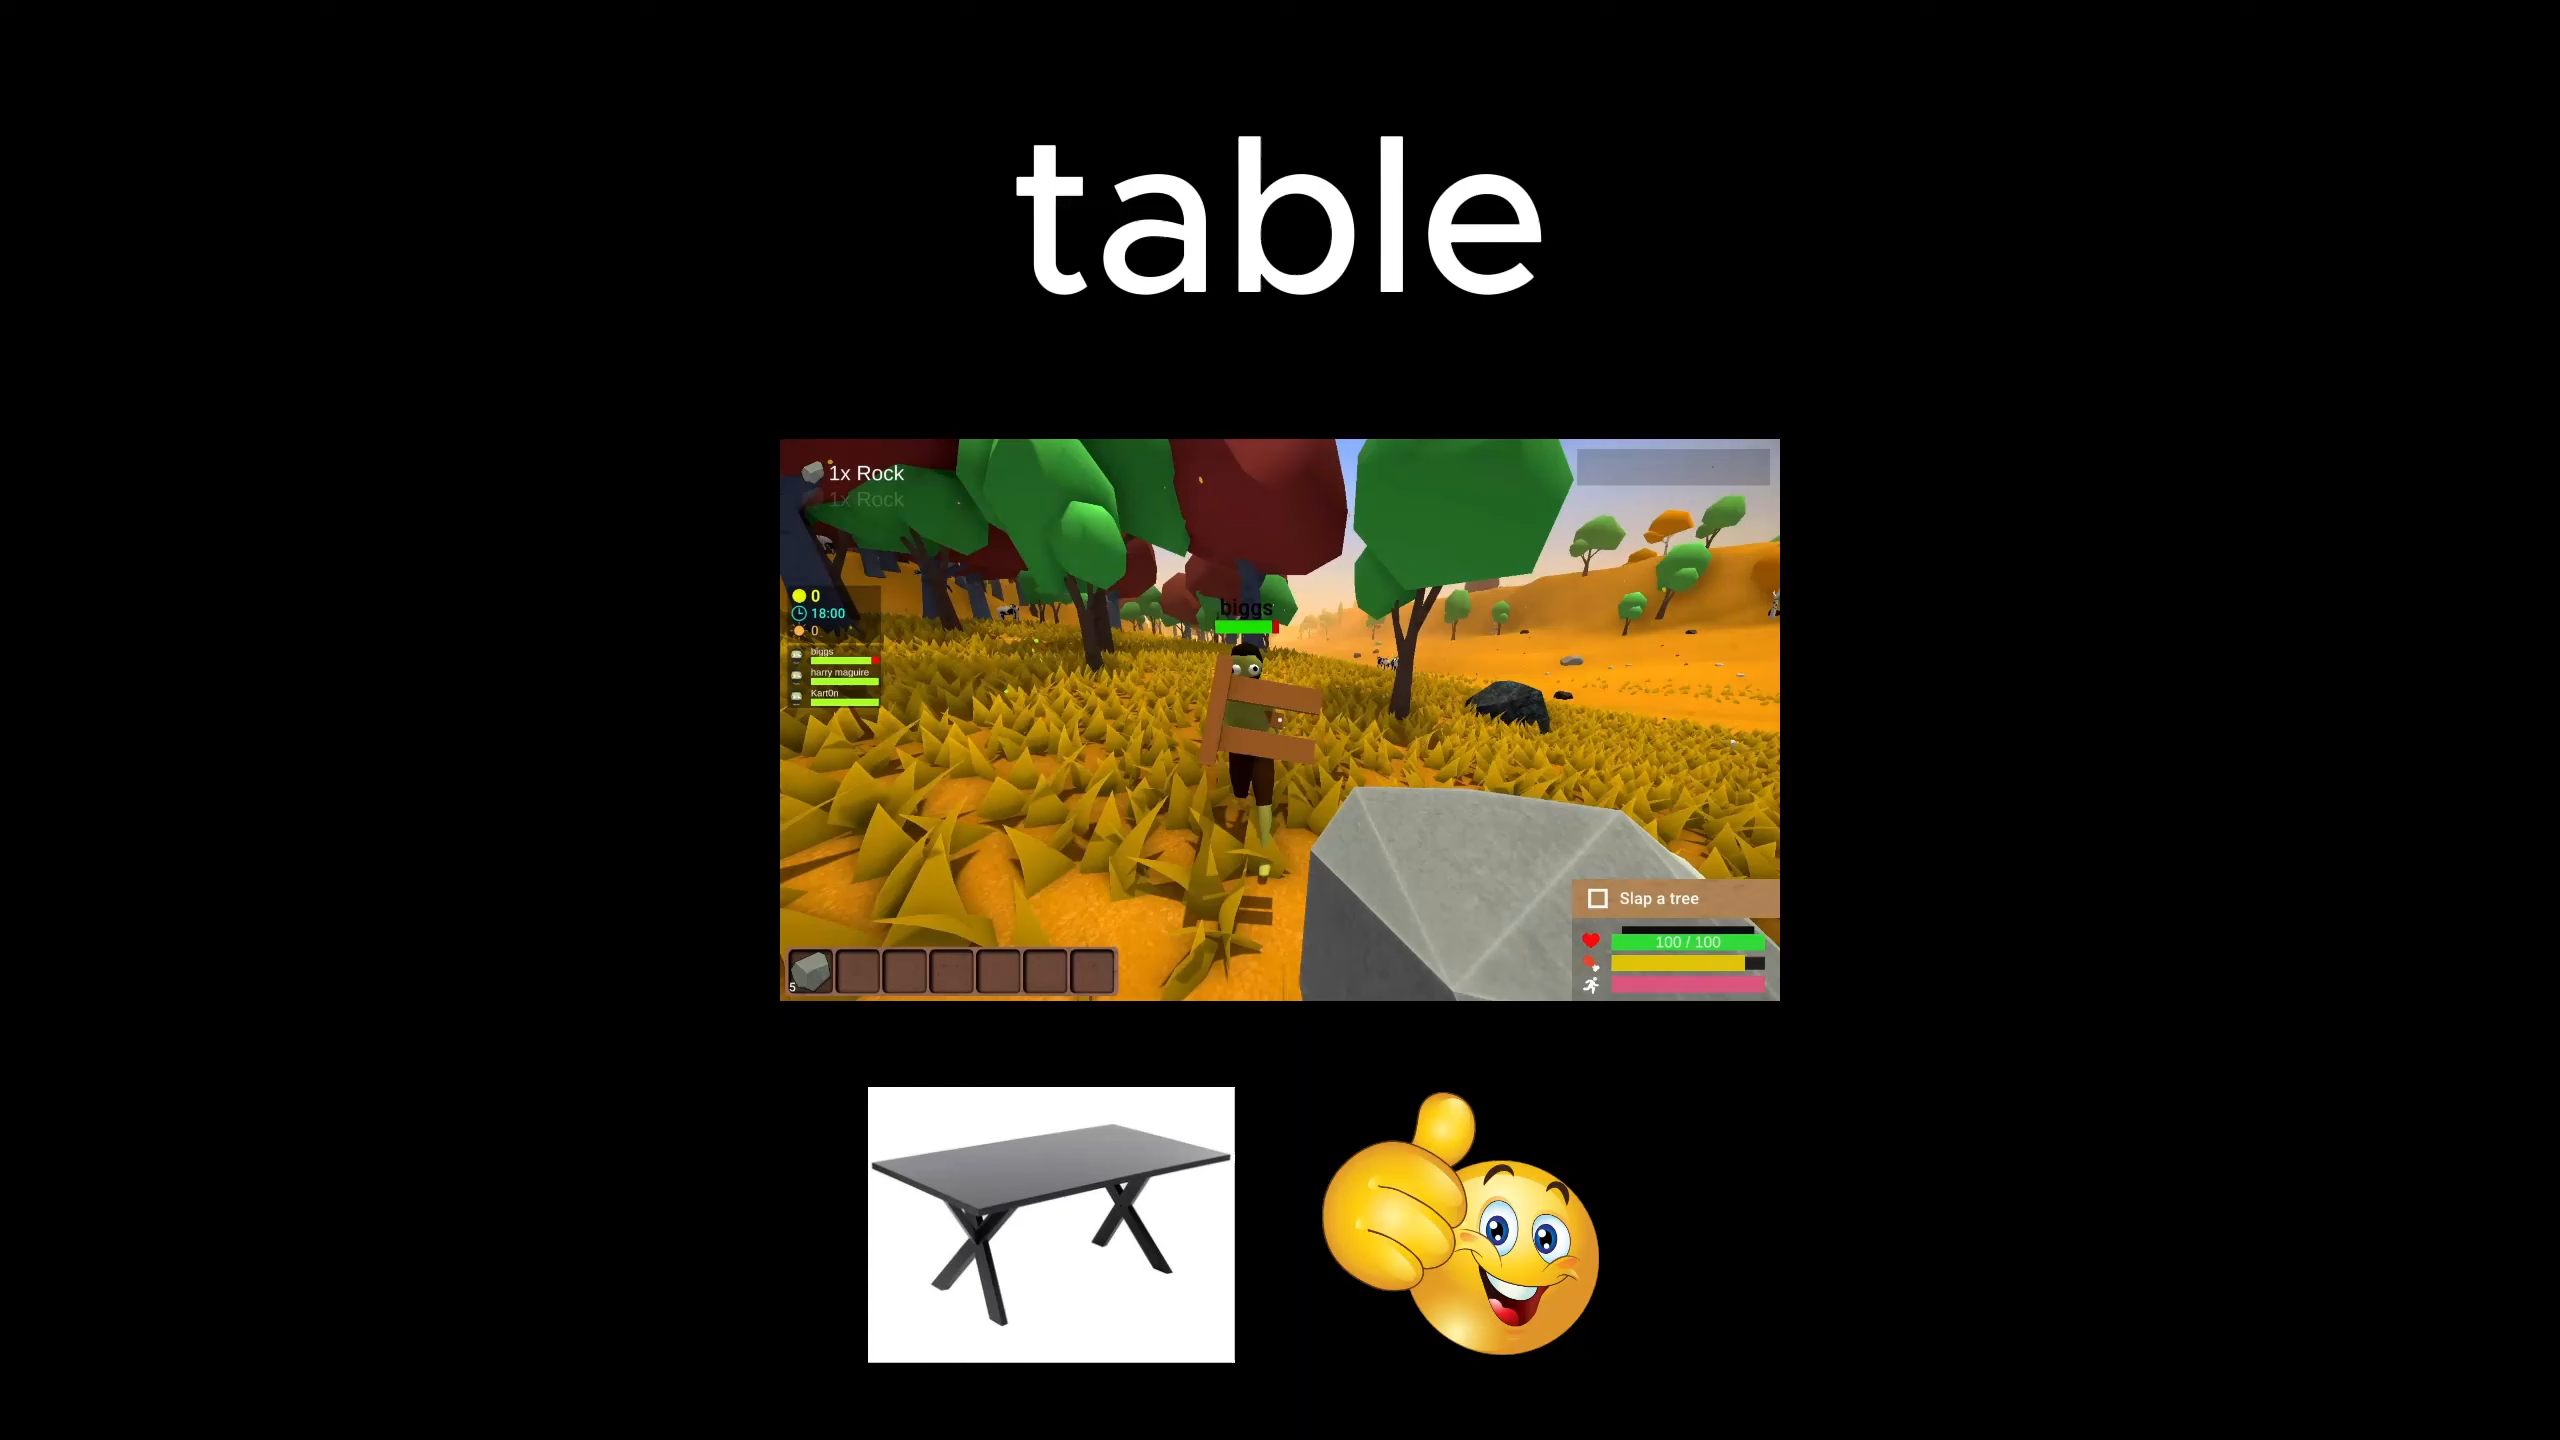 table
1x Rock
1x Rock
0
18:00
0
biggs
harry maguire
Kart0n
biggs
Slap a tree
100 / 100
5